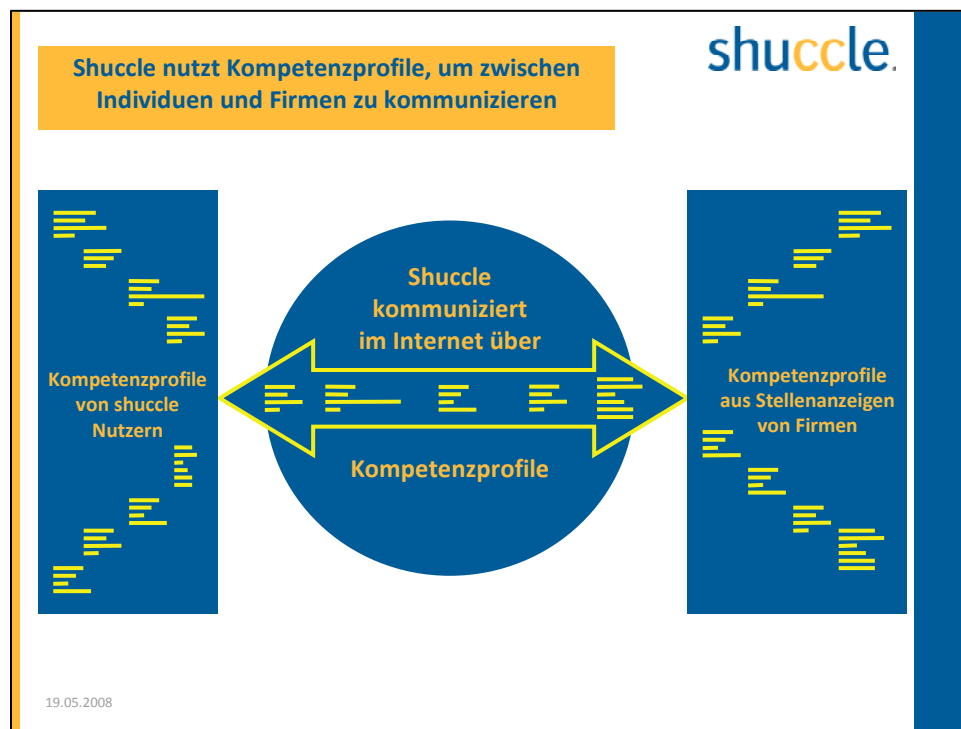 shuccle.
Shuccle nutzt Kompetenzprofile, um zwischen
Individuen und Firmen zu kommunizieren
Kompetenzprofile
von shuccle
Nutzern
Shuccle
kommuniziert
im Internet über
Kompetenzprofile
Kompetenzprofile
aus Stellenanzeigen
von Firmen
19.05.2008